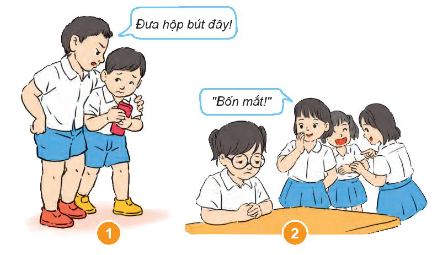 Đưa hộp bút đây!
"Bốn mắt!"
1
2